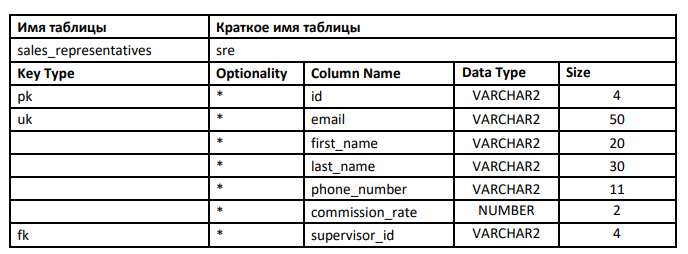 Имя таблицы Краткое имя таблицы
sales_representatives sre
Key Type Optionality Column Name Data Type Size
pk * id VARCHAR2 4
uk * email VARCHAR2 50
* first_name VARCHAR2 20
* last_name VARCHAR2 30
* phone_number VARCHAR2 11
* commission_rate NUMBER 2
fk * supervisor_id VARCHAR2 4